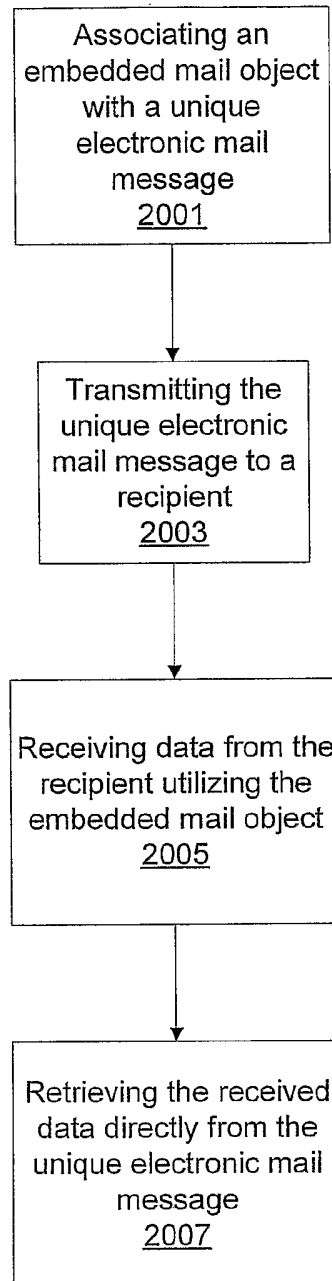 Associating an
embedded mail object
with a unique
electronic mail
message
2001
Transmitting the
unique electronic
mail message to a
recipient
2003
Receiving data from the
recipient utilizing the
embedded mail object
2005
Retrieving the received
data directly from the
unique electronic mail
message
2007